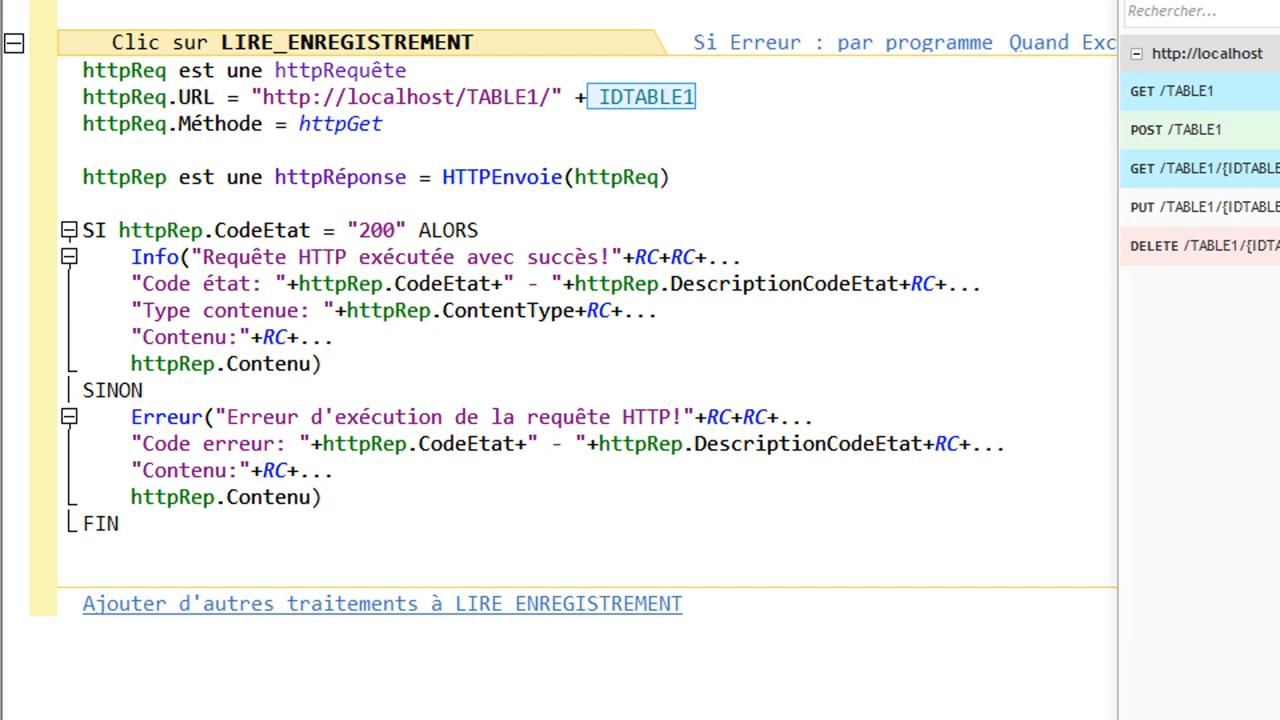 Clic sur LIRE_ENREGISTREMENT
Si Erreur : par programme Quand Exc
httpReq est une httpRequête
httpReq.URL = "http://localhost/TABLE1/" + IDTABLE1
httpReq.Méthode = httpGet
httpRep est une httpRéponse = HTTPEnvoie(httpReq)
SI httpRep.CodeEtat = "200" ALORS
Info("Requête HTTP exécutée avec succès!"+RC+RC+...
"Code état: "+httpRep.CodeEtat+" - "+httpRep.DescriptionCodeEtat+RC+...
"Type contenue: "+httpRep.ContentType+RC+...
"Contenu:"+RC+...
httpRep.Contenu)
SINON
Erreur("Erreur d'exécution de la requête HTTP!"+RC+RC+...
"Code erreur: "+httpRep.CodeEtat+" - "+httpRep.DescriptionCodeEtat+RC+...
"Contenu:"+RC+...
httpRep.Contenu)
FIN
Ajouter d'autres traitements à LIRE_ENREGISTREMENT
Rechercher...
http://localhost
GET /TABLE1
POST /TABLE1
GET /TABLE1/{IDTABLE
PUT /TABLE1/{IDTABLE
DELETE /TABLE1/{IDTA